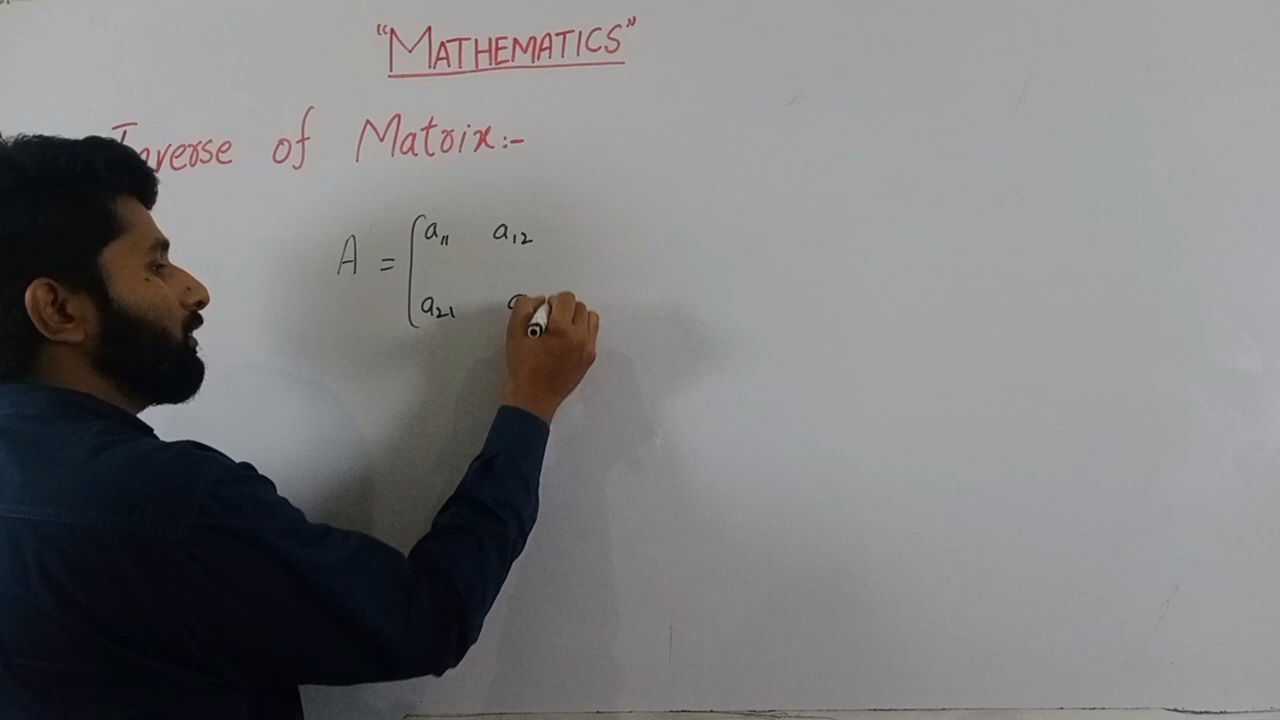 "MATHEMATICS"
Inverse of Matrix:-
A = [a11 a12
a21 a